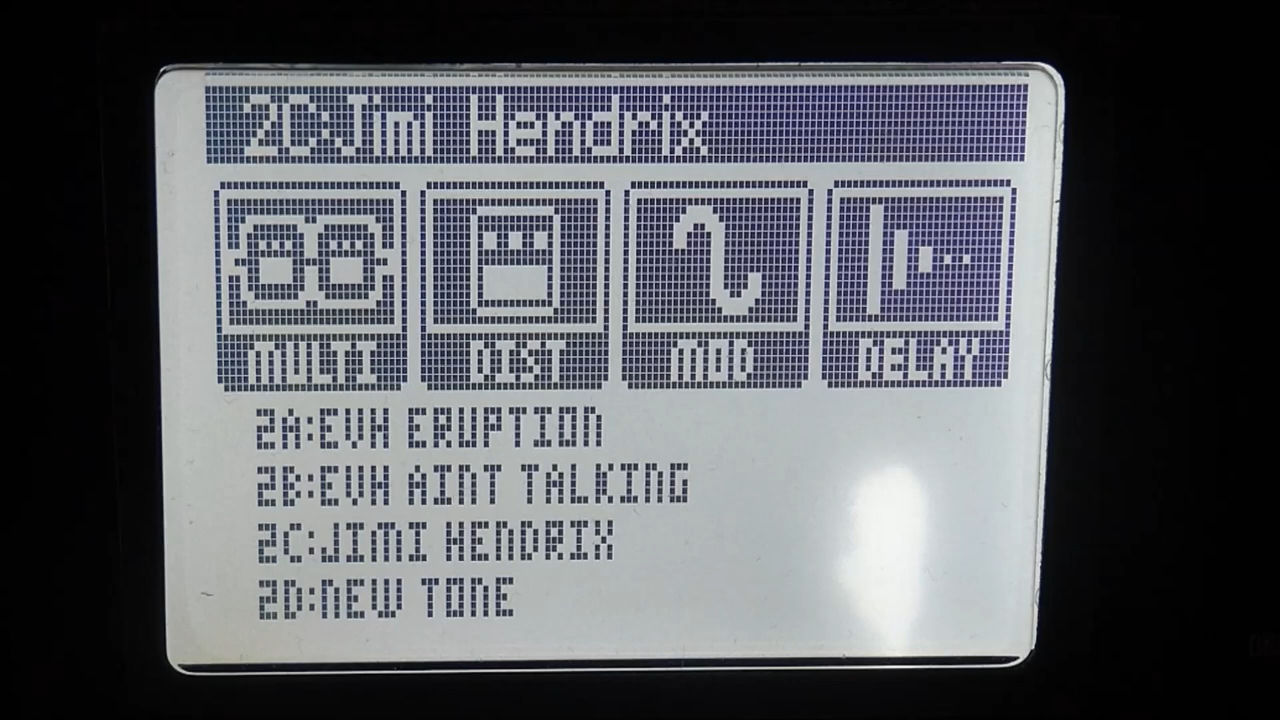 2C:Jimi Hendrix
MULTI DIST MOD DELAY
2A:EVH ERUPTION
2B:EVH AINT TALKING
2C:JIMI HENDRIX
2D:NEW TONE